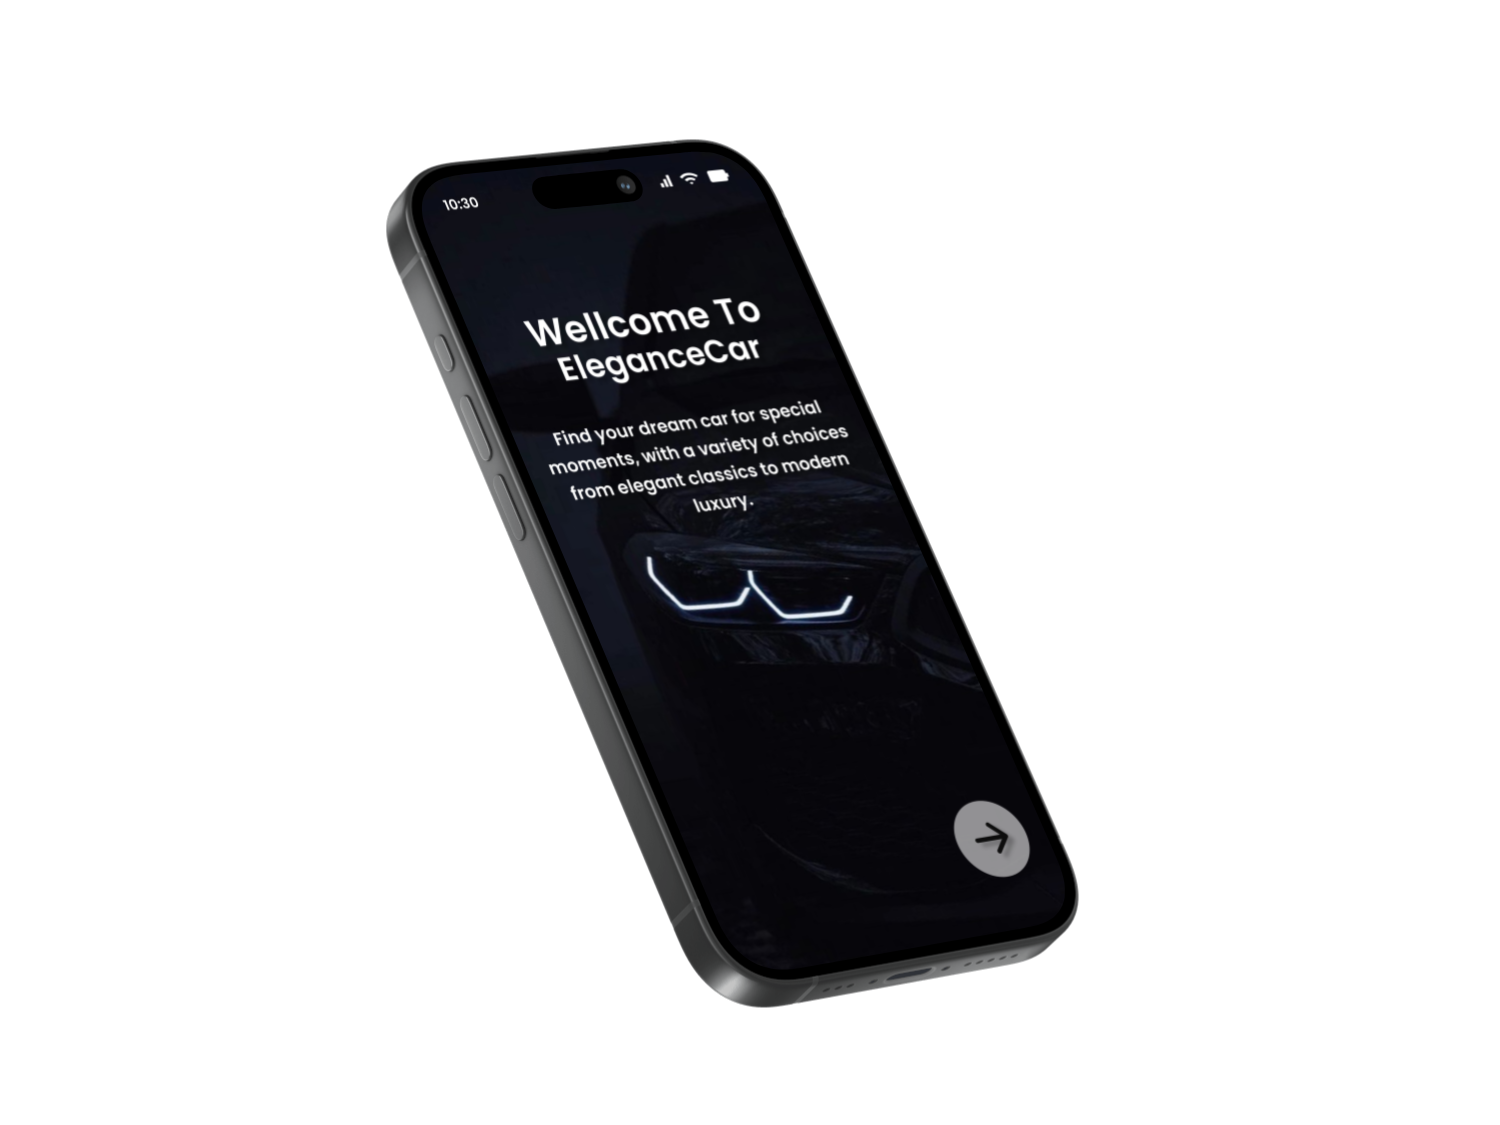 10:30
Wellcome To
EleganceCar
Find your dream car for special
moments, with a variety of choices
from elegant classics to modern
luxury.